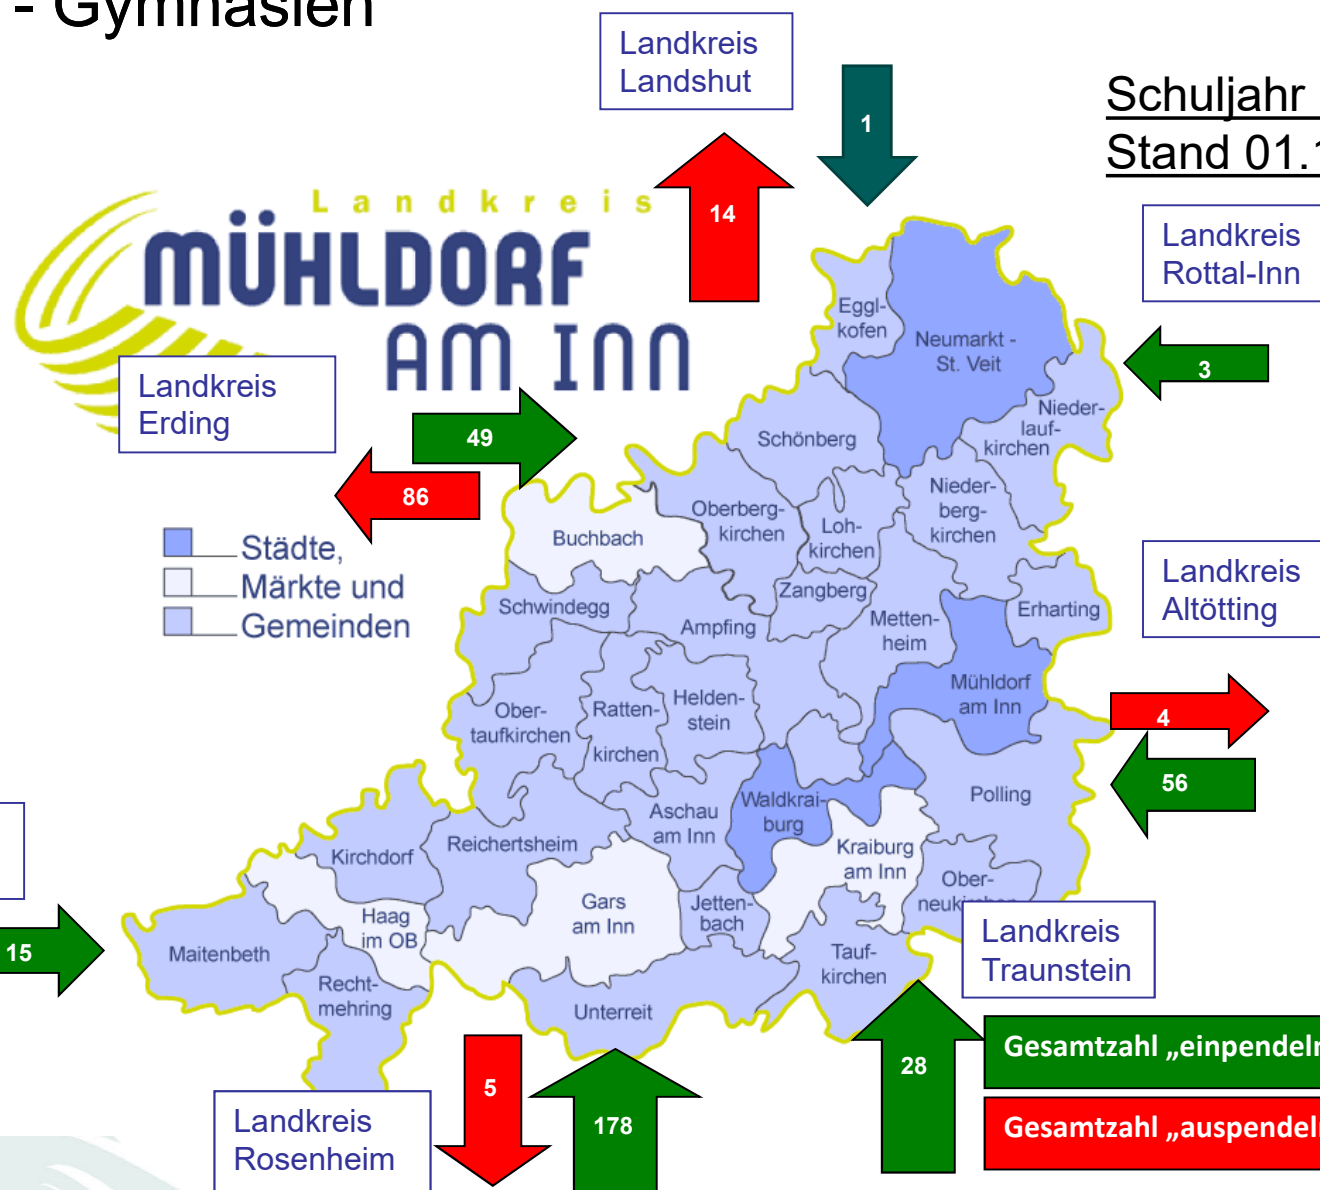 - Gymnasien
Landkreis
Landshut
1
Schuljahr
Stand 01.1
14
Landkreis
MÜHLDORF
AM INN
Landkreis
Rottal-Inn
3
Landkreis
Erding
49
86
Städte,
Märkte und
Gemeinden
Eggl-
kofen
Neumarkt -
St. Veit
Nieder-
lauf-
kirchen
Schönberg
Oberberg-
kirchen
Loh-
kirchen
Nieder-
berg-
kirchen
Buchbach
Schwindegg
Ampfing
Zangberg
Metten-
heim
Erharting
Landkreis
Altötting
Mühldorf
am Inn
4
56
Ober-
taufkirchen
Ratten-
kirchen
Helden-
stein
Polling
Waldkrai-
burg
Aschau
am Inn
Reichertsheim
Kirchdorf
Kraiburg
am Inn
Ober-
neukirchen
Haag
im OB
Gars
am Inn
Jetten-
bach
Maitenbeth
15
Recht-
mehring
Tauf-
kirchen
Landkreis
Traunstein
Unterreit
28
5
178
Gesamtzahl „einpendeln
Gesamtzahl „auspendeln
Landkreis
Rosenheim